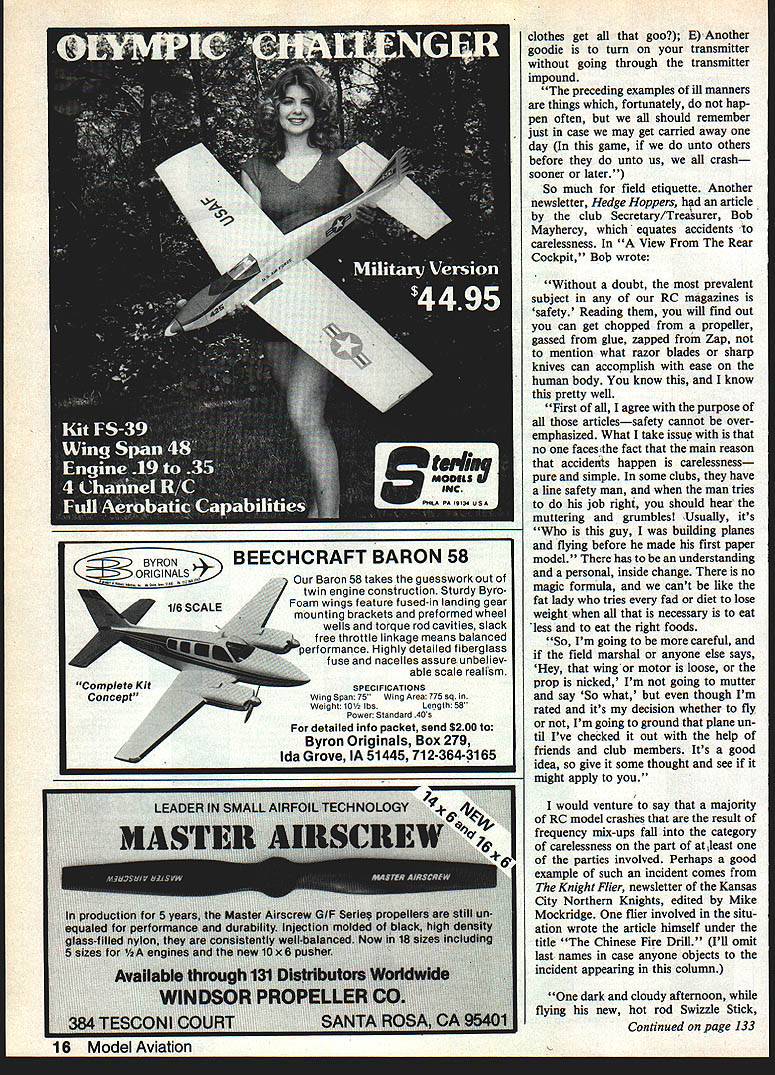 OLYMPIC CHALLENGER
USAF
U.S. AIR FORCE
426
Military Version
$44.95
Kit FS-39
Wing Span 48
Engine .19 to .35
4 Channel R/C
Full Aerobatic Capabilities
Sterling
MODELS
INC.
PHILA PA 19134 U S A
BYRON
ORIGINALS
BEECHCRAFT BARON 58
1/6 SCALE
Our Baron 58 takes the guesswork out of
twin engine construction. Sturdy Byro-
Foam wings feature fused-in landing gear
mounting brackets and preformed wheel
wells and torque rod cavities, slack
free throttle linkage means balanced
performance. Highly detailed fiberglass
fuse and nacelles assure unbeliev-
able scale realism.
"Complete Kit
Concept"
SPECIFICATIONS
Wing Span: 75" Wing Area: 775 sq. in.
Weight: 10½ lbs. Length: 58"
Power: Standard .40's
For detailed info packet, send $2.00 to:
Byron Originals, Box 279,
Ida Grove, IA 51445, 712-364-3165
LEADER IN SMALL AIRFOIL TECHNOLOGY
NEW
14 x 6 and 16 x 6
MASTER AIRSCREW
MASTER AIRSCREW
MASTER AIRSCREW
In production for 5 years, the Master Airscrew G/F Series propellers are still un-
equaled for performance and durability. Injection molded of black, high density
glass-filled nylon, they are consistently well-balanced. Now in 18 sizes including
5 sizes for ½A engines and the new 10 x 6 pusher.
Available through 131 Distributors Worldwide
WINDSOR PROPELLER CO.
384 TESCONI COURT SANTA ROSA, CA 95401
16 Model Aviation
clothes get all that goo?); E) Another
goodie is to turn on your transmitter
without going through the transmitter
impound.
"The preceding examples of ill manners
are things which, fortunately, do not hap-
pen often, but we all should remember
just in case we may get carried away one
day (In this game, if we do unto others
before they do unto us, we all crash—
sooner or later.")
So much for field etiquette. Another
newsletter, Hedge Hoppers, had an article
by the club Secretary/Treasurer, Bob
Mayhercy, which equates accidents to
carelessness. In "A View From The Rear
Cockpit," Bob wrote:
"Without a doubt, the most prevalent
subject in any of our RC magazines is
'safety.' Reading them, you will find out
you can get chopped from a propeller,
gassed from glue, zapped from Zap, not
to mention what razor blades or sharp
knives can accomplish with ease on the
human body. You know this, and I know
this pretty well.
"First of all, I agree with the purpose of
all those articles—safety cannot be over-
emphasized. What I take issue with is that
no one faces the fact that the main reason
that accidents happen is carelessness—
pure and simple. In some clubs, they have
a line safety man, and when the man tries
to do his job right, you should hear the
muttering and grumbles! Usually, it's
"Who is this guy, I was building planes
and flying before he made his first paper
model." There has to be an understanding
and a personal, inside change. There is no
magic formula, and we can't be like the
fat lady who tries every fad or diet to lose
weight when all that is necessary is to eat
less and to eat the right foods.
"So, I'm going to be more careful, and
if the field marshal or anyone else says,
'Hey, that wing or motor is loose, or the
prop is nicked,' I'm not going to mutter
and say 'So what,' but even though I'm
rated and it's my decision whether to fly
or not, I'm going to ground that plane un-
til I've checked it out with the help of
friends and club members. It's a good
idea, so give it some thought and see if it
might apply to you."
I would venture to say that a majority
of RC model crashes that are the result of
frequency mix-ups fall into the category
of carelessness on the part of at least one
of the parties involved. Perhaps a good
example of such an incident comes from
The Knight Flier, newsletter of the Kansas
City Northern Knights, edited by Mike
Mockridge. One flier involved in the situ-
ation wrote the article himself under the
title "The Chinese Fire Drill." (I'll omit
last names in case anyone objects to the
incident appearing in this column.)
"One dark and cloudy afternoon, while
flying his new, hot rod Swizzle Stick,
Continued on page 133